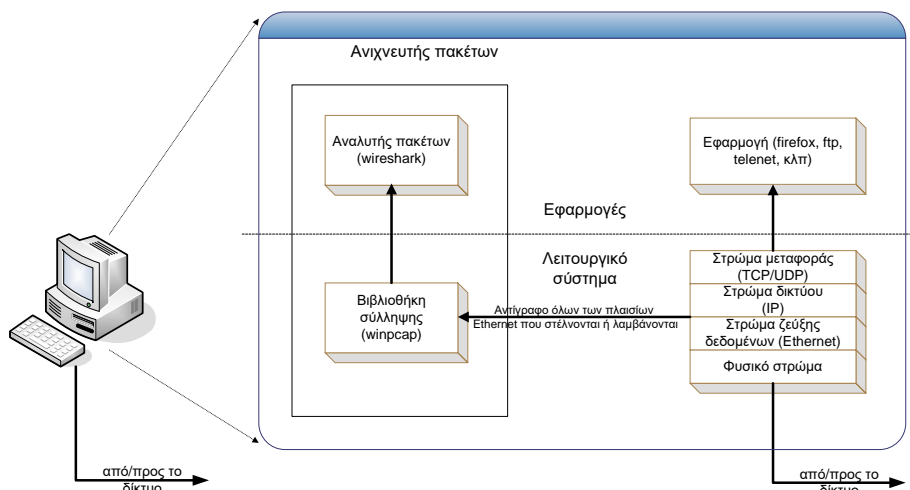 Ανιχνευτής πακέτων
Αναλυτής πακέτων
(wireshark)
Εφαρμογή (firefox, ftp,
telenet, κλπ)
Εφαρμογές
Λειτουργικό
σύστημα
Βιβλιοθήκη
σύλληψης
(winpcap)
Αντίγραφο όλων των πλαισίων
Ethernet που στέλνονται ή λαμβάνονται
Στρώμα μεταφοράς
(TCP/UDP)
Στρώμα δικτύου
(IP)
Στρώμα ζεύξης
δεδομένων (Ethernet)
Φυσικό στρώμα
από/προς το
δίκτυο
από/προς το
δίκτυο